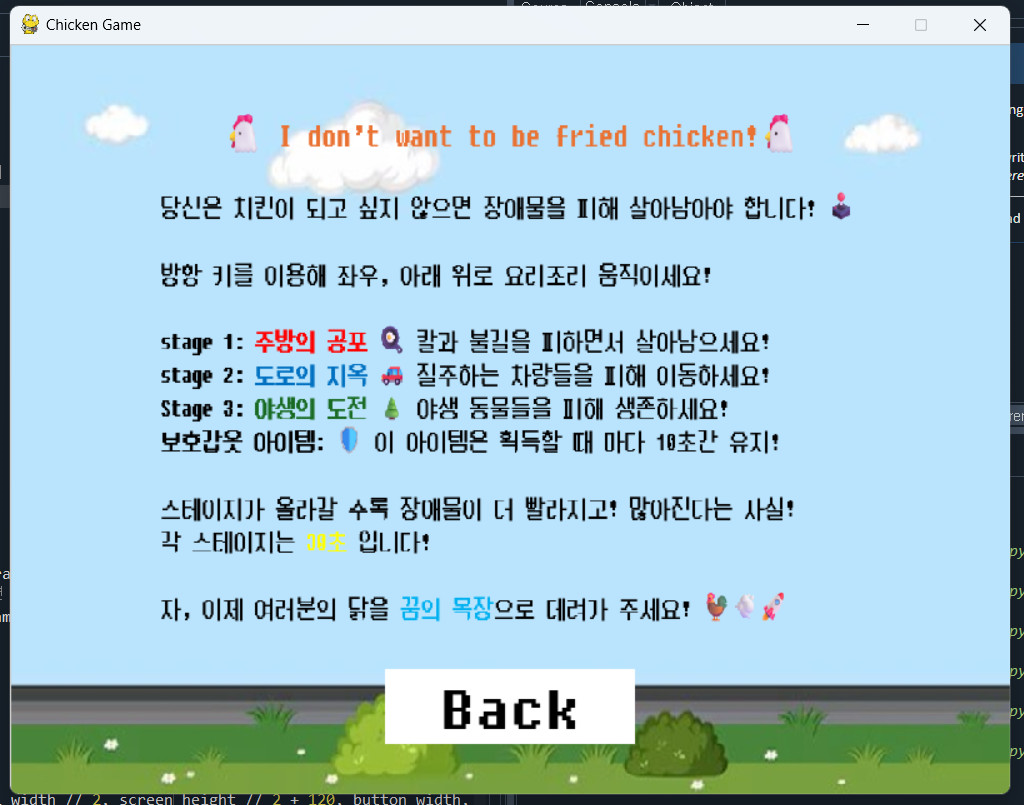 Chicken Game
I don't want to be fried chicken!
당신은 치킨이 되고 싶지 않으면 장애물을 피해 살아남아야 합니다!
방향 키를 이용해 좌우, 아래 위로 요리조리 움직이세요!
stage 1: 주방의 공포 칼과 불길을 피하면서 살아남으세요!
stage 2: 도로의 지옥 질주하는 차량들을 피해 이동하세요!
Stage 3: 야생의 도전 야생 동물들을 피해 생존하세요!
보호갑옷 아이템: 이 아이템은 획득할 때 마다 10초간 유지!
스테이지가 올라갈 수록 장애물이 더 빨라지고! 많아진다는 사실!
각 스테이지는 30초 입니다!
자, 이제 여러분의 닭을 꿈의 목장으로 데려가 주세요!
Back
width // 2, screen_height // 2 + 120, button_width,